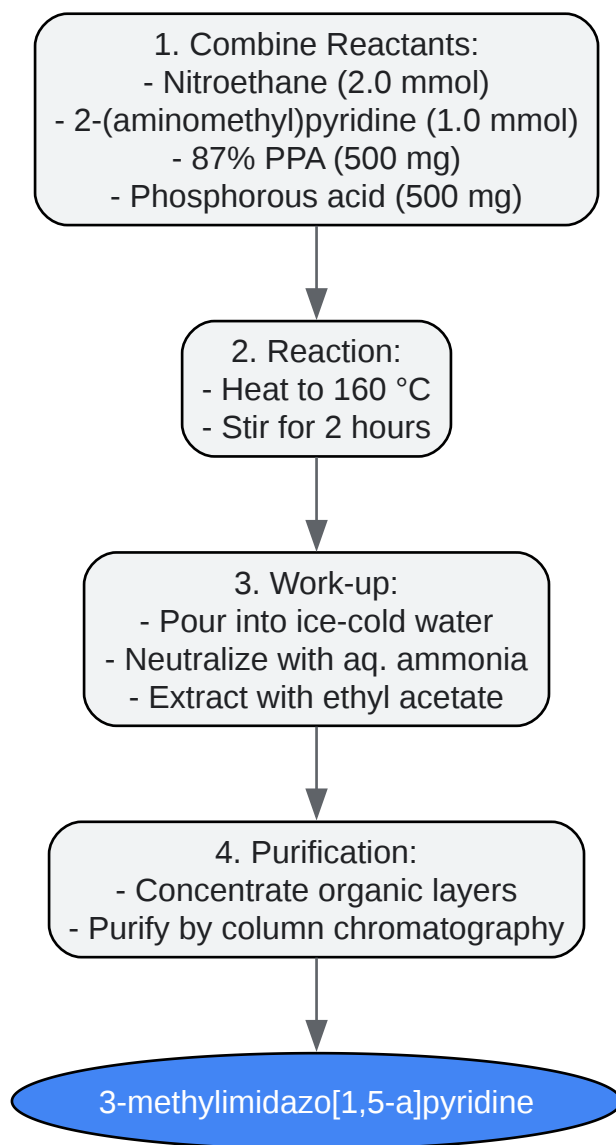 1. Combine Reactants:
- Nitroethane (2.0 mmol)
- 2-(aminomethyl)pyridine (1.0 mmol)
- 87% PPA (500 mg)
- Phosphorous acid (500 mg)
2. Reaction:
- Heat to 160 °C
- Stir for 2 hours
3. Work-up:
- Pour into ice-cold water
- Neutralize with aq. ammonia
- Extract with ethyl acetate
4. Purification:
- Concentrate organic layers
- Purify by column chromatography
3-methylimidazo[1,5-a]pyridine